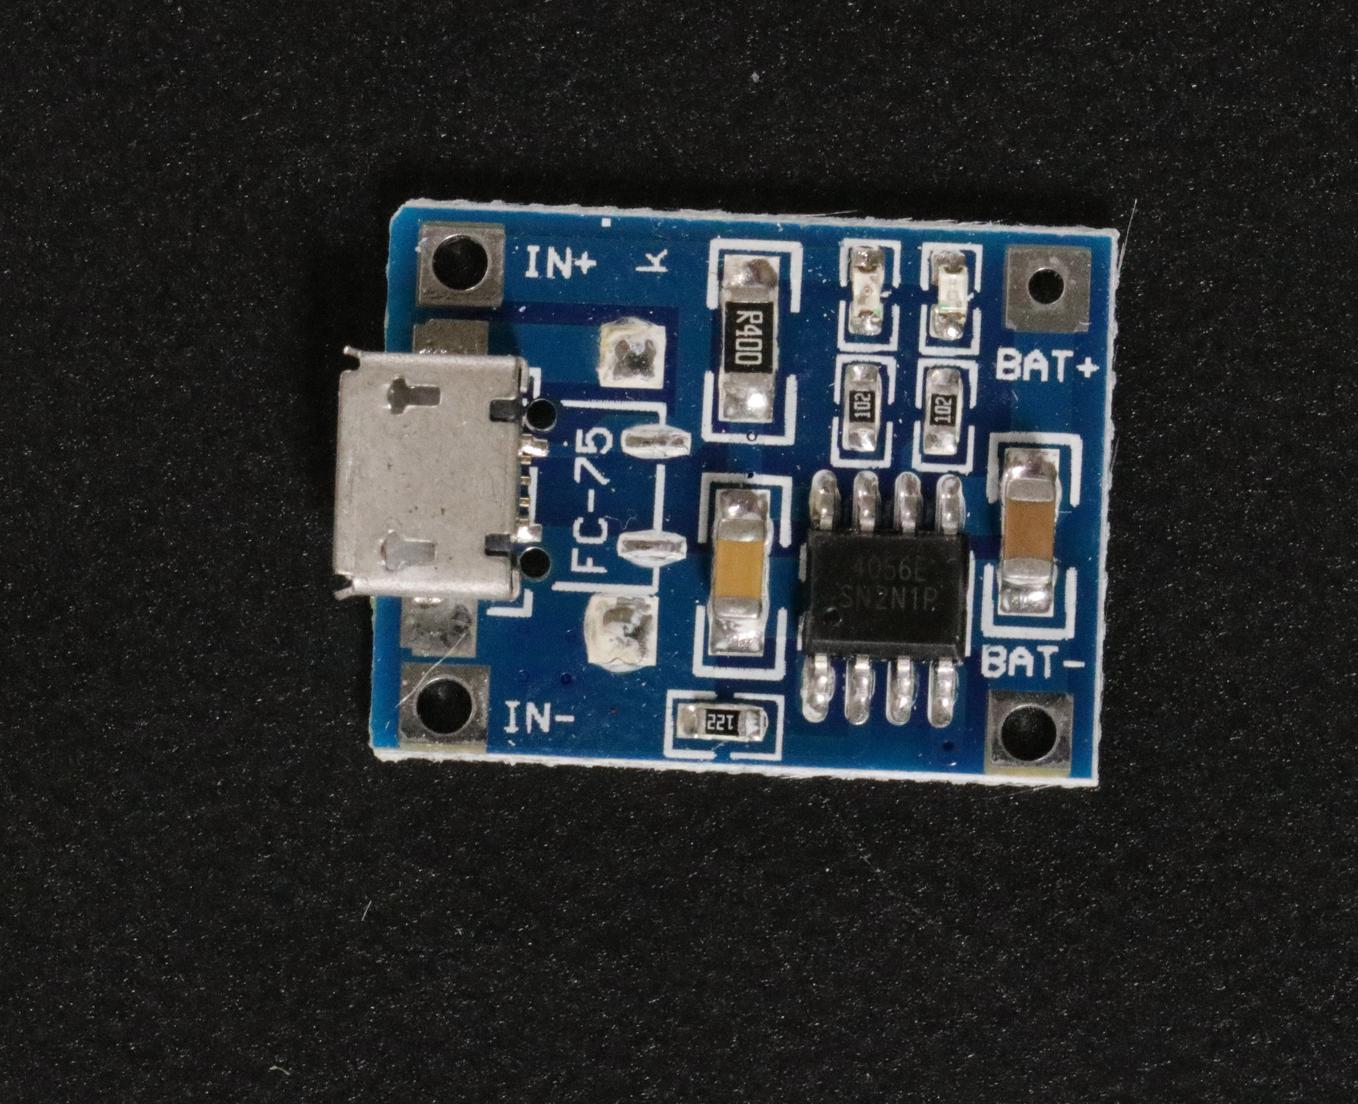 IN+
K
R400
BAT+
102
102
FC-75
4056E
SN2N1P
BAT-
IN-
122